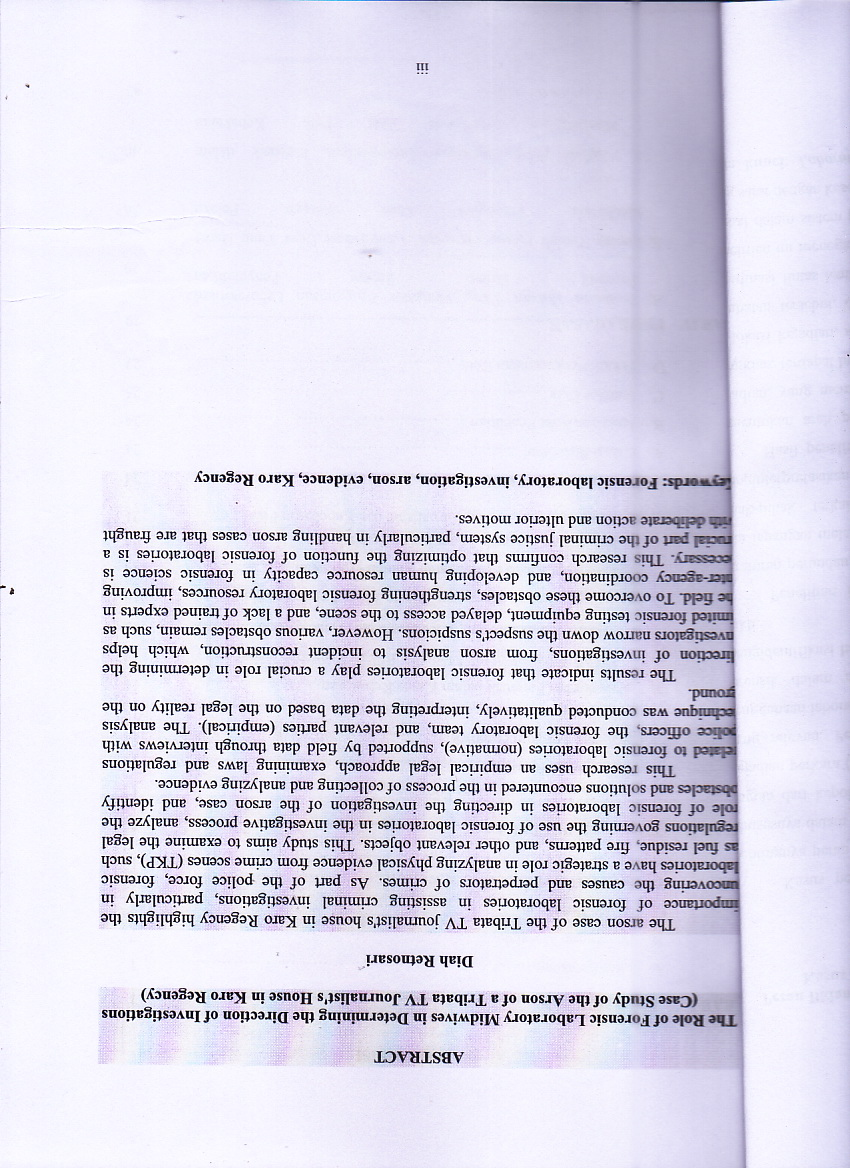 ABSTRACT
The Role of Forensic Laboratory Midwives in Determining the Direction of Investigations
(Case Study of the Arson of a Tribata TV Journalist's House in Karo Regency)
Diah Retnosari
The arson case of the Tribata TV journalist's house in Karo Regency highlights the
importance of forensic laboratories in assisting criminal investigations, particularly in
uncovering the causes and perpetrators of crimes. As part of the police force, forensic
laboratories have a strategic role in analyzing physical evidence from crime scenes (TKP), such
as fuel residue, fire patterns, and other relevant objects. This study aims to examine the legal
regulations governing the use of forensic laboratories in the investigative process, analyze the
role of forensic laboratories in directing the investigation of the arson case, and identify
obstacles and solutions encountered in the process of collecting and analyzing evidence.
This research uses an empirical legal approach, examining laws and regulations
related to forensic laboratories (normative), supported by field data through interviews with
police officers, the forensic laboratory team, and relevant parties (empirical). The analysis
technique was conducted qualitatively, interpreting the data based on the legal reality on the
ground.
The results indicate that forensic laboratories play a crucial role in determining the
direction of investigations, from arson analysis to incident reconstruction, which helps
nvestigators narrow down the suspect's suspicions. However, various obstacles remain, such as
imited forensic testing equipment, delayed access to the scene, and a lack of trained experts in
he field. To overcome these obstacles, strengthening forensic laboratory resources, improving
nter-agency coordination, and developing human resource capacity in forensic science is
ecessary. This research confirms that optimizing the function of forensic laboratories is a
rucial part of the criminal justice system, particularly in handling arson cases that are fraught
ith deliberate action and ulterior motives.
Keywords: Forensic laboratory, investigation, arson, evidence, Karo Regency
iii